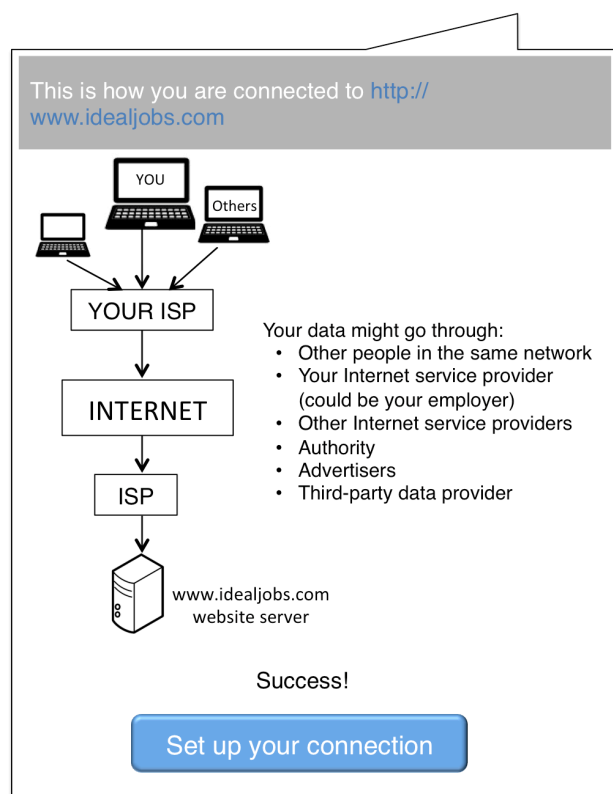 This is how you are connected to http://
www.idealjobs.com
YOU
Others
YOUR ISP
INTERNET
ISP
www.idealjobs.com
website server
Your data might go through:
• Other people in the same network
• Your Internet service provider
(could be your employer)
• Other Internet service providers
• Authority
• Advertisers
• Third-party data provider
Success!
Set up your connection